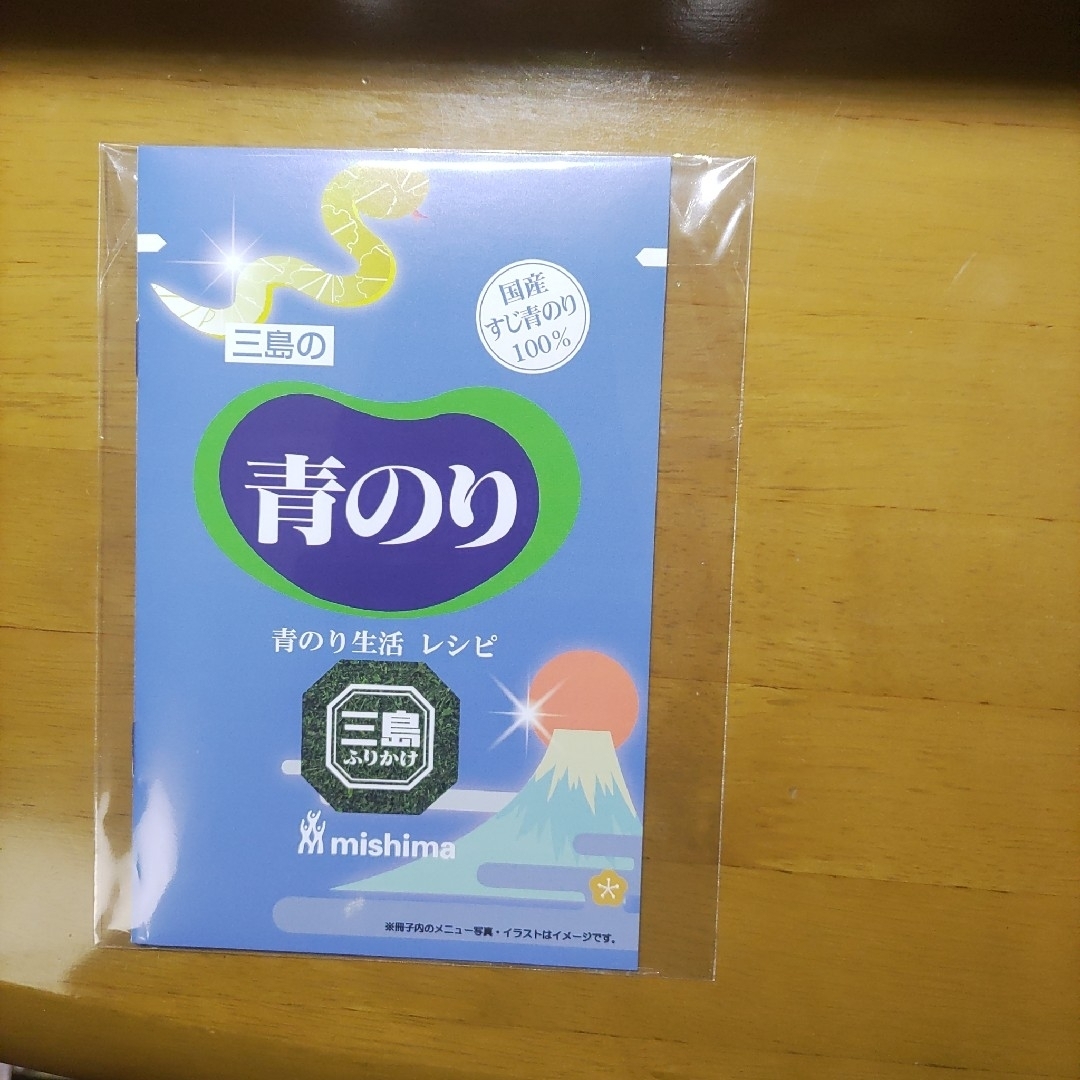 国産
すじ青のり
100%
三島の
青のり
青のり生活 レシピ
三島
ふりかけ
mishima
※冊子内のメニュー写真・イラストはイメージです。